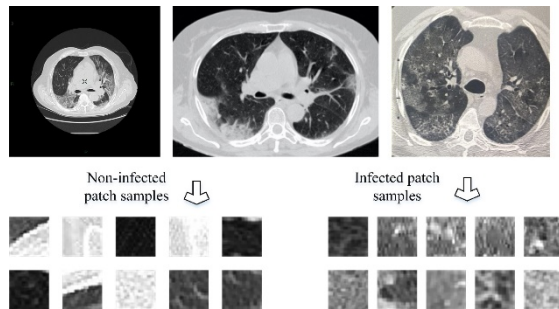 Non-infected
patch samples
Infected patch
samples